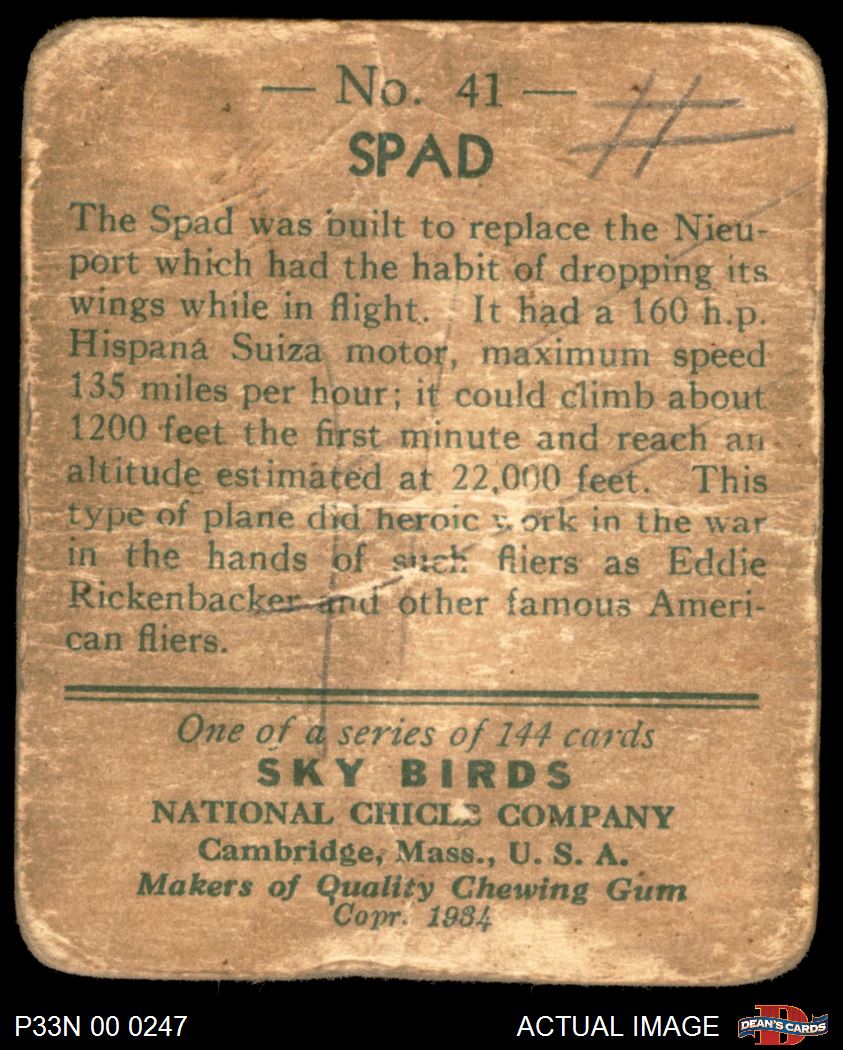 — No. 41 —
#
SPAD
The Spad was built to replace the Nieu-
port which had the habit of dropping its
wings while in flight. It had a 160 h.p.
Hispana Suiza motor, maximum speed
135 miles per hour; it could climb about
1200 feet the first minute and reach an
altitude estimated at 22,000 feet. This
type of plane did heroic work in the war
in the hands of such fliers as Eddie
Rickenbacker and other famous Ameri-
can fliers.
One of a series of 144 cards
SKY BIRDS
NATIONAL CHICLE COMPANY
Cambridge, Mass., U. S. A.
Makers of Quality Chewing Gum
Copr. 1934
P33N 00 0247
ACTUAL IMAGE
D
DEAN'S CARDS